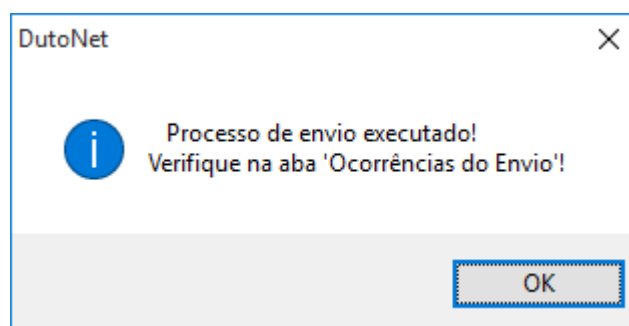 DutoNet
Processo de envio executado!
Verifique na aba 'Ocorrências do Envio'!
OK